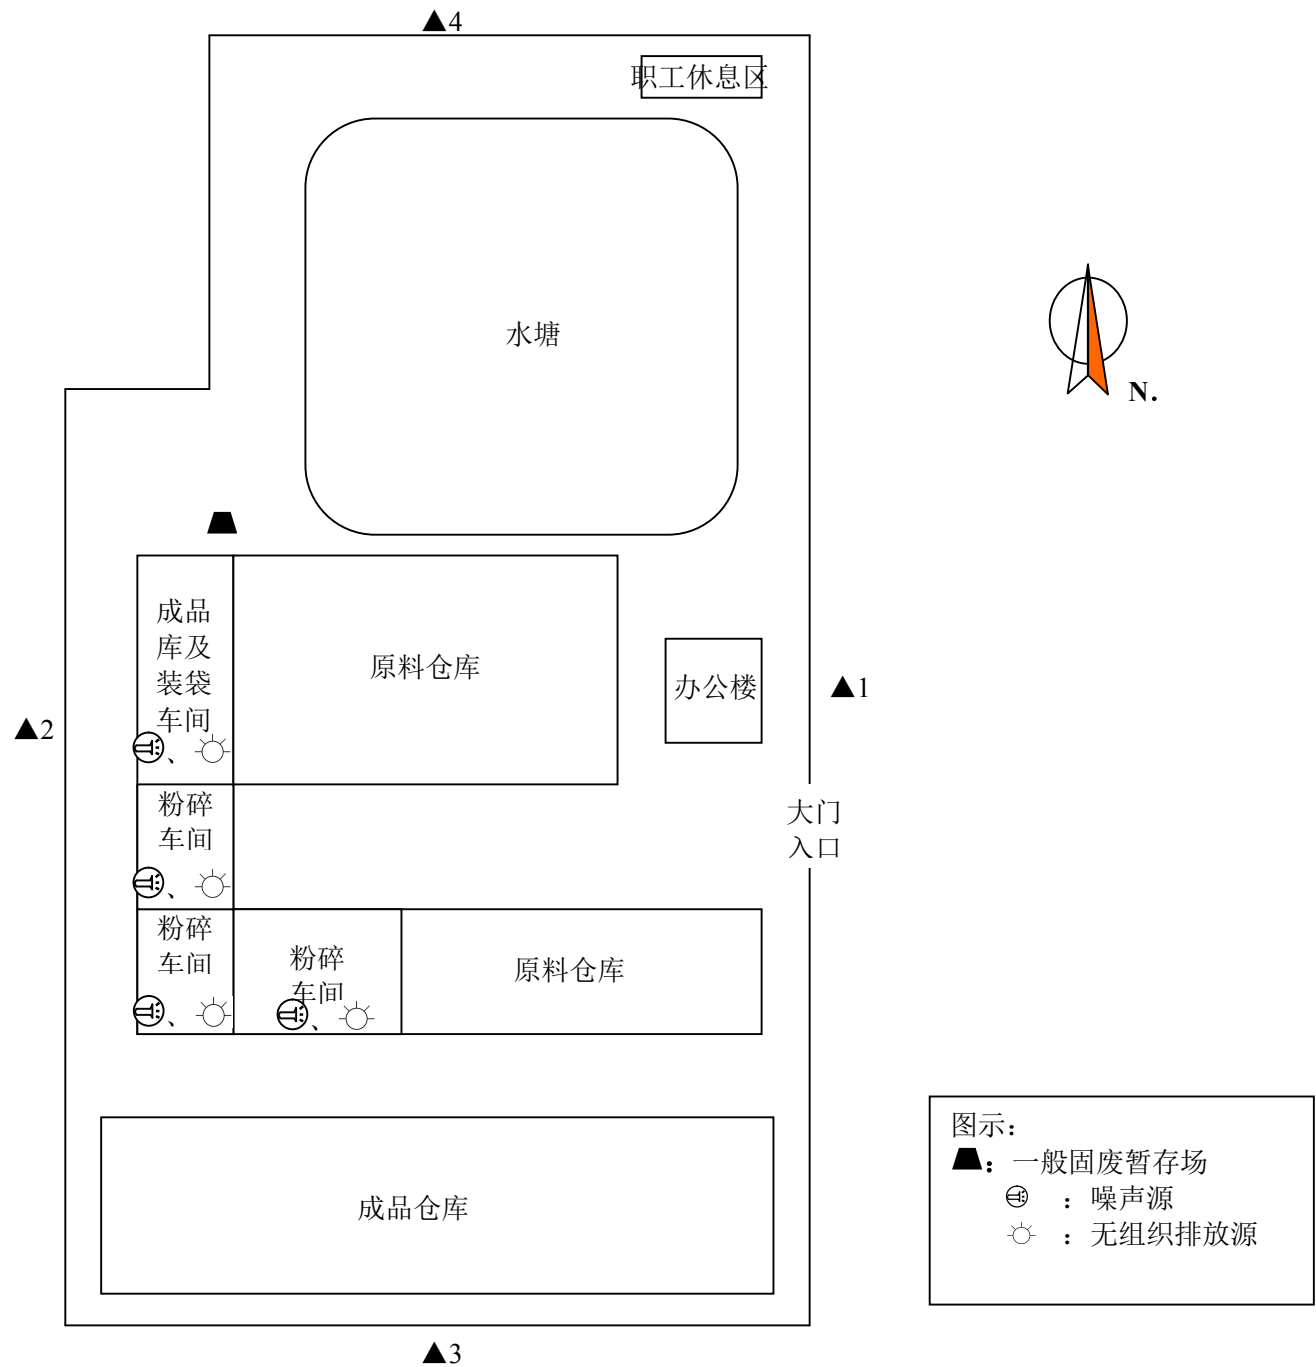 ▲4
职工休息区
水塘
N.
成品
库及
装袋
车间
、
原料仓库
办公楼
▲1
▲2
大门
入口
粉碎
车间
、
粉碎
车间
、
粉碎
车间
、
原料仓库
成品仓库
图示：
：一般固废暂存场
：噪声源
：无组织排放源
▲3